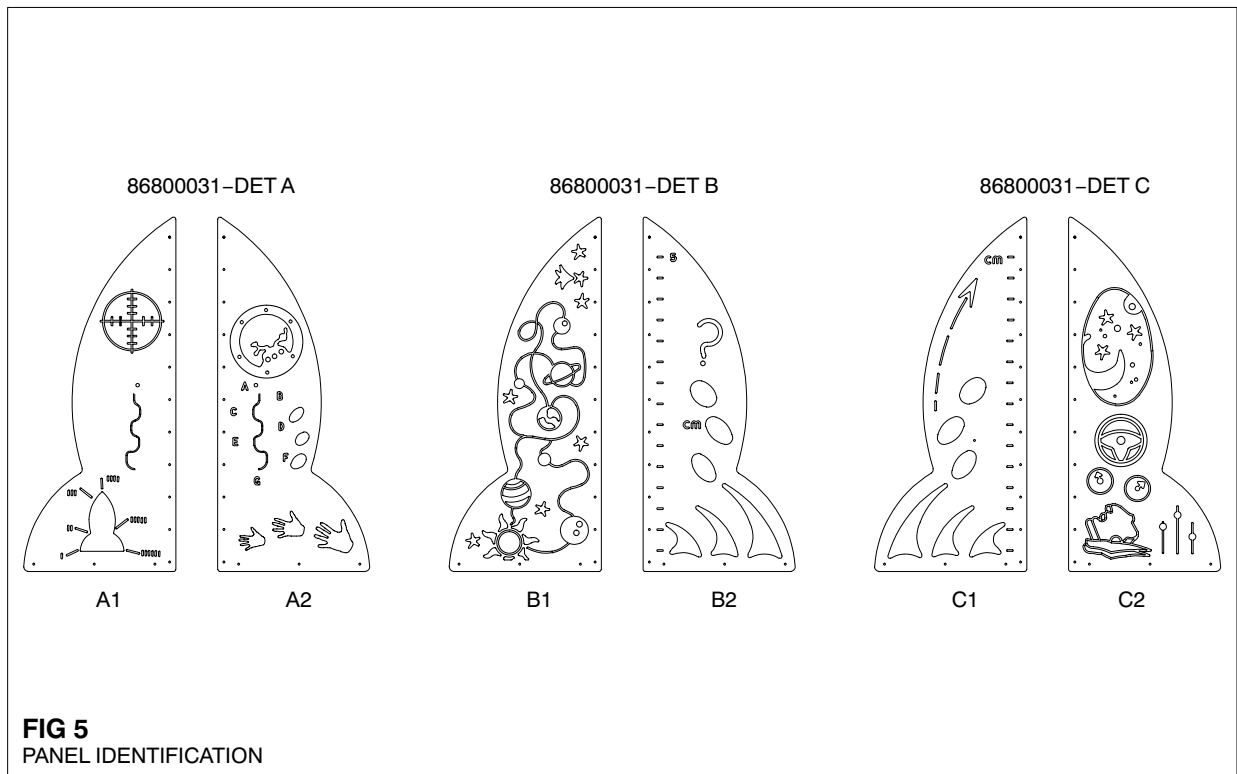 86800031–DET A
86800031–DET B
86800031–DET C
5
cm
A
B
C
D
cm
E
F
G
A1
A2
B1
B2
C1
C2
FIG 5
PANEL IDENTIFICATION